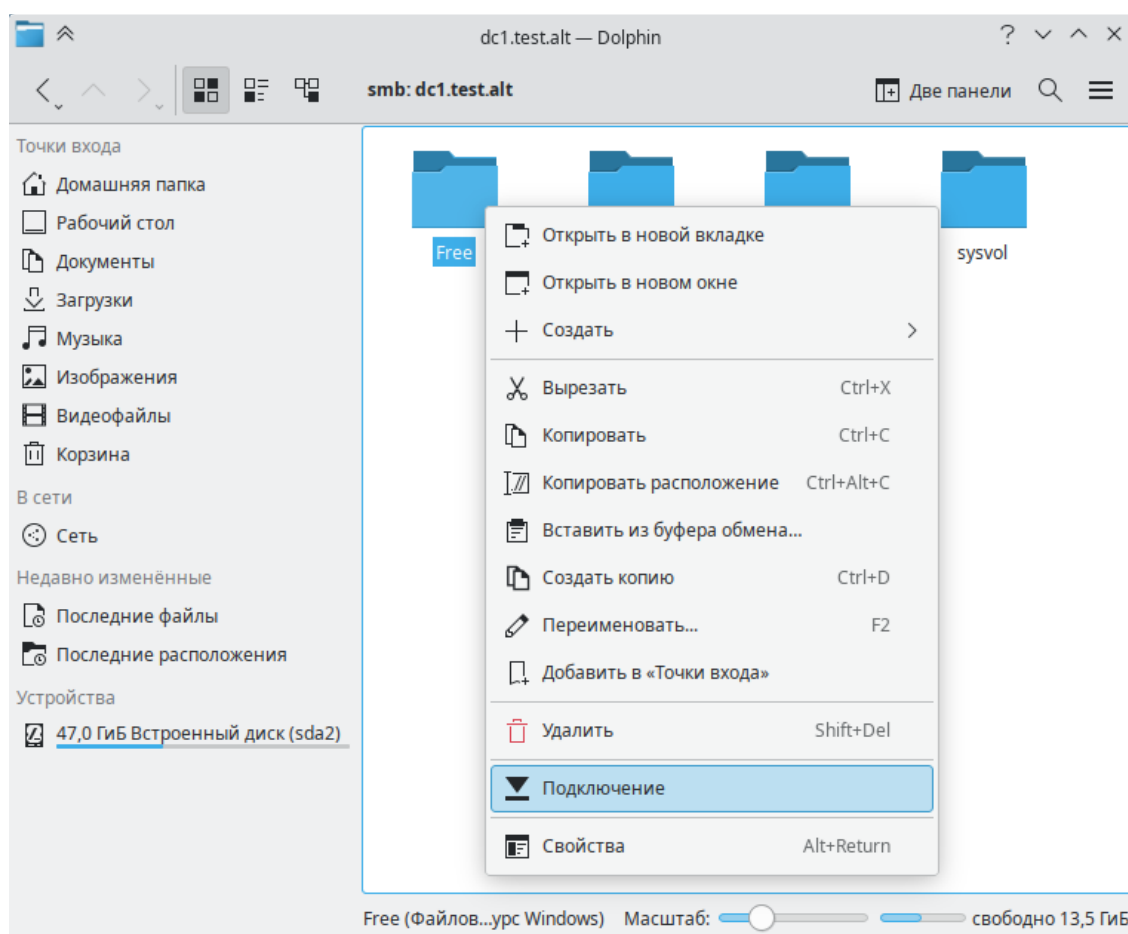 dc1.test.alt — Dolphin
smb: dc1.test.alt
Две панели
Точки входа
Домашняя папка
Рабочий стол
Документы
Загрузки
Музыка
Изображения
Видеофайлы
Корзина
В сети
Сеть
Недавно изменённые
Последние файлы
Последние расположения
Устройства
47,0 ГиБ Встроенный диск (sda2)
Free
sysvol
Открыть в новой вкладке
Открыть в новом окне
Создать
Вырезать Ctrl+X
Копировать Ctrl+C
Копировать расположение Ctrl+Alt+C
Вставить из буфера обмена...
Создать копию Ctrl+D
Переименовать... F2
Добавить в «Точки входа»
Удалить Shift+Del
Подключение
Свойства Alt+Return
Free (Файлов...урс Windows) Масштаб: свободно 13,5 ГиБ